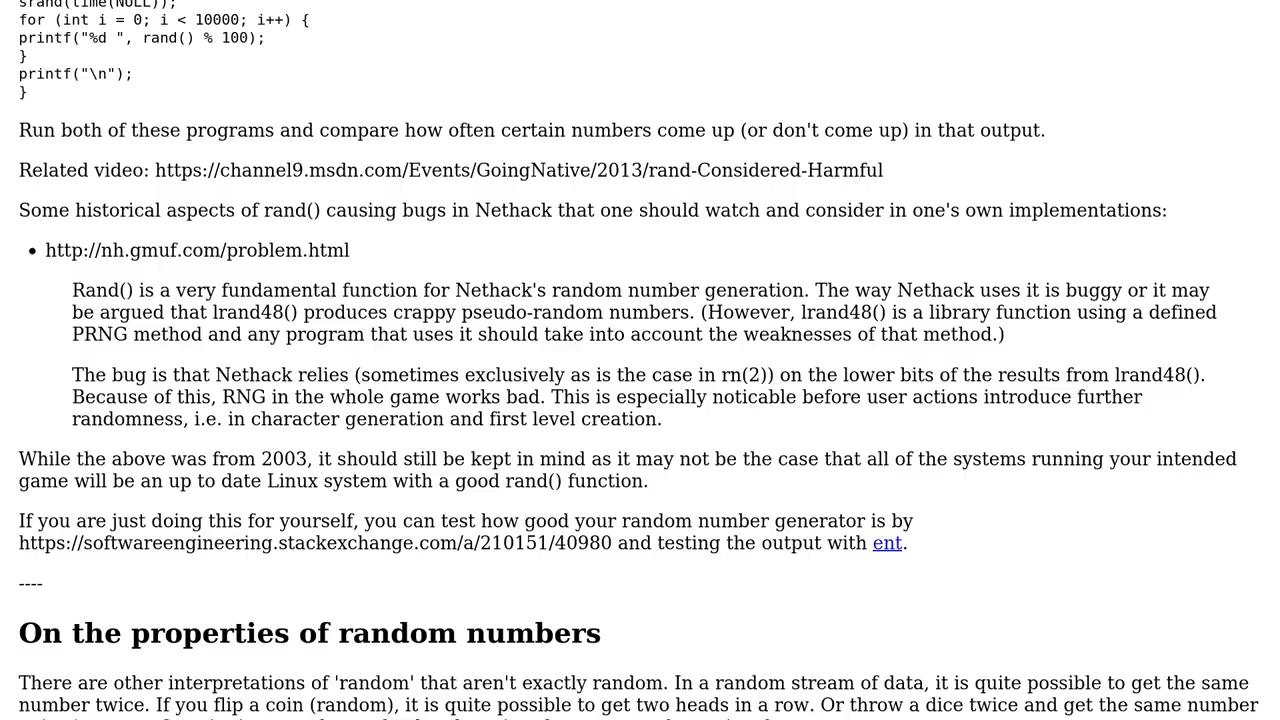 srand(time(NULL));
for (int i = 0; i < 10000; i++) {
printf("%d ", rand() % 100);
}
printf("\n");
}
Run both of these programs and compare how often certain numbers come up (or don't come up) in that output.
Related video: https://channel9.msdn.com/Events/GoingNative/2013/rand-Considered-Harmful
Some historical aspects of rand() causing bugs in Nethack that one should watch and consider in one's own implementations:
• http://nh.gmuf.com/problem.html
Rand() is a very fundamental function for Nethack's random number generation. The way Nethack uses it is buggy or it may
be argued that lrand48() produces crappy pseudo-random numbers. (However, lrand48() is a library function using a defined
PRNG method and any program that uses it should take into account the weaknesses of that method.)
The bug is that Nethack relies (sometimes exclusively as is the case in rn(2)) on the lower bits of the results from lrand48().
Because of this, RNG in the whole game works bad. This is especially noticable before user actions introduce further
randomness, i.e. in character generation and first level creation.
While the above was from 2003, it should still be kept in mind as it may not be the case that all of the systems running your intended
game will be an up to date Linux system with a good rand() function.
If you are just doing this for yourself, you can test how good your random number generator is by
https://softwareengineering.stackexchange.com/a/210151/40980 and testing the output with ent.
----
On the properties of random numbers
There are other interpretations of 'random' that aren't exactly random. In a random stream of data, it is quite possible to get the same
number twice. If you flip a coin (random), it is quite possible to get two heads in a row. Or throw a dice twice and get the same number